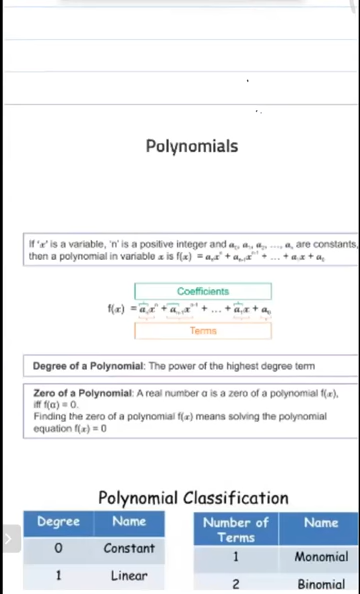 Polynomials
If 'x' is a variable, 'n' is a positive integer and a₀, a₁, a₂, ..., aₙ are constants,
then a polynomial in variable x is f(x) = aₙxⁿ + aₙ₋₁xⁿ⁻¹ + ... + a₁x + a₀
Coefficients
f(x) = aₙxⁿ + aₙ₋₁xⁿ⁻¹ + ... + a₁x + a₀
Terms
Degree of a Polynomial: The power of the highest degree term
Zero of a Polynomial: A real number α is a zero of a polynomial f(x),
iff f(α) = 0.
Finding the zero of a polynomial f(x) means solving the polynomial
equation f(x) = 0
Polynomial Classification
Degree Name
0 Constant
1 Linear
Number of Terms Name
1 Monomial
2 Binomial